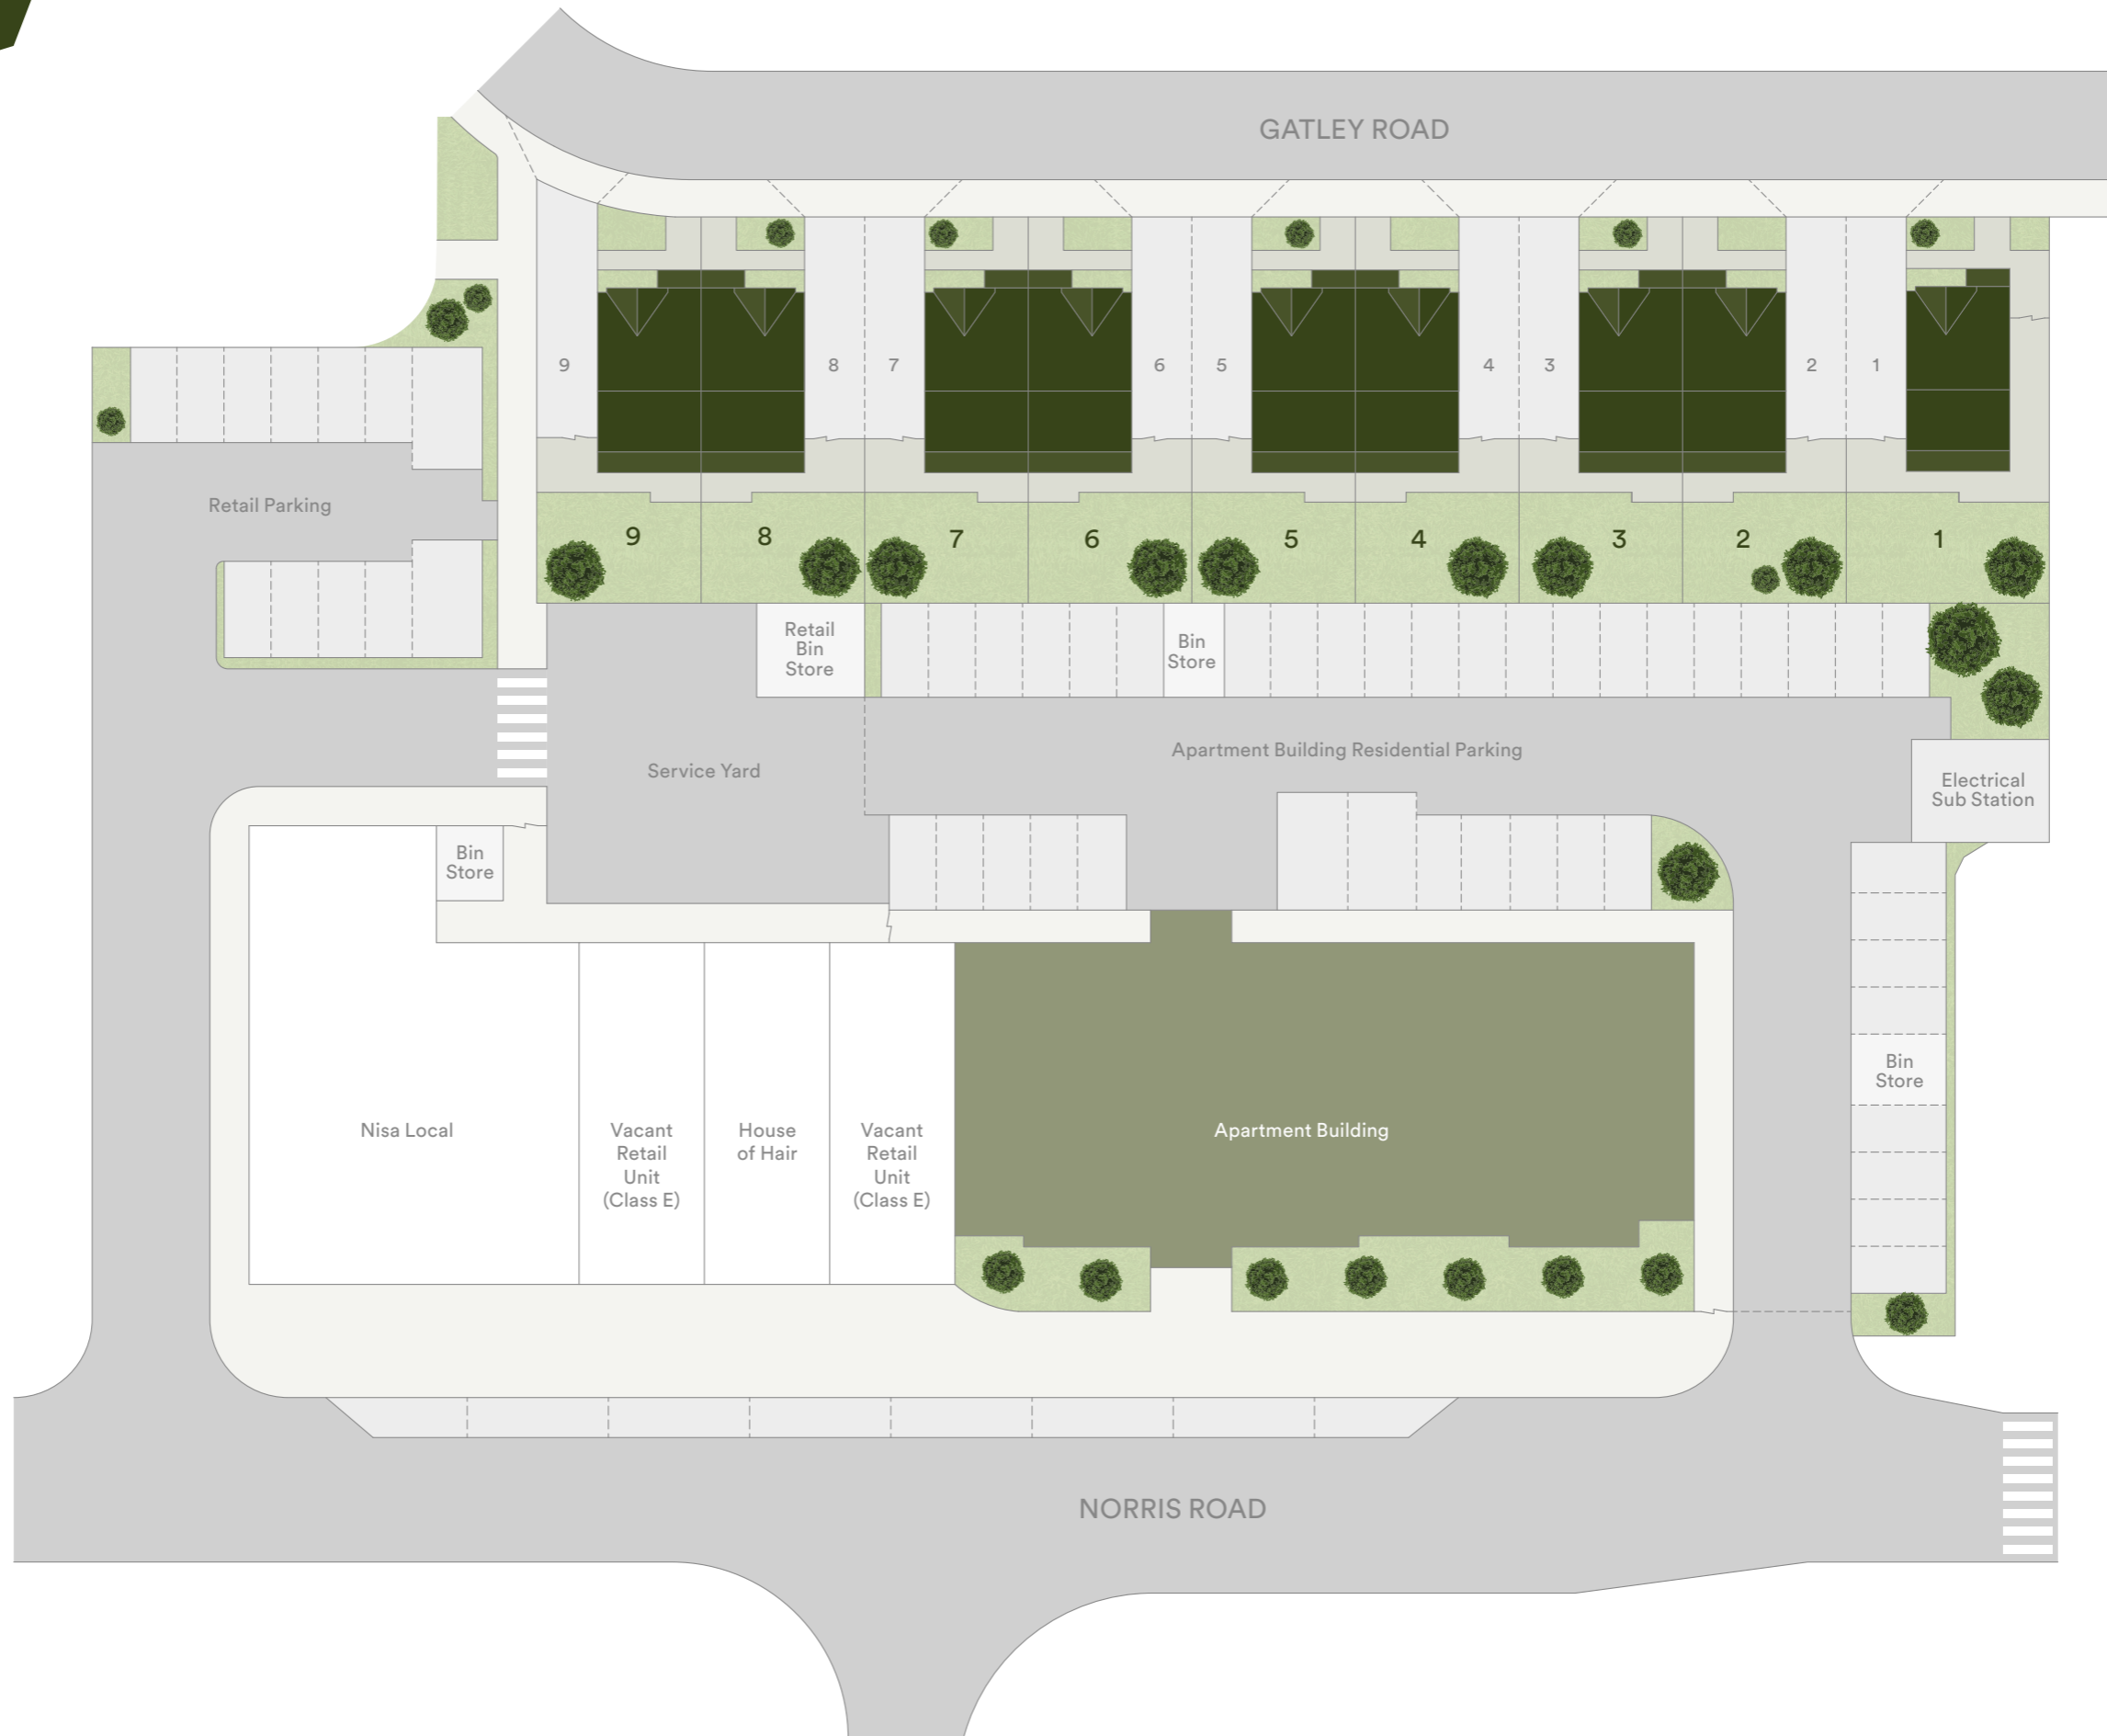 GATLEY ROAD
9
8
7
6
5
4
3
2
1
Retail Parking
9
8
7
6
5
4
3
2
1
Retail
Bin
Store
Bin
Store
Apartment Building Residential Parking
Service Yard
Electrical
Sub Station
Bin
Store
Bin
Store
Nisa Local
Vacant
Retail
Unit
(Class E)
House
of Hair
Vacant
Retail
Unit
(Class E)
Apartment Building
NORRIS ROAD